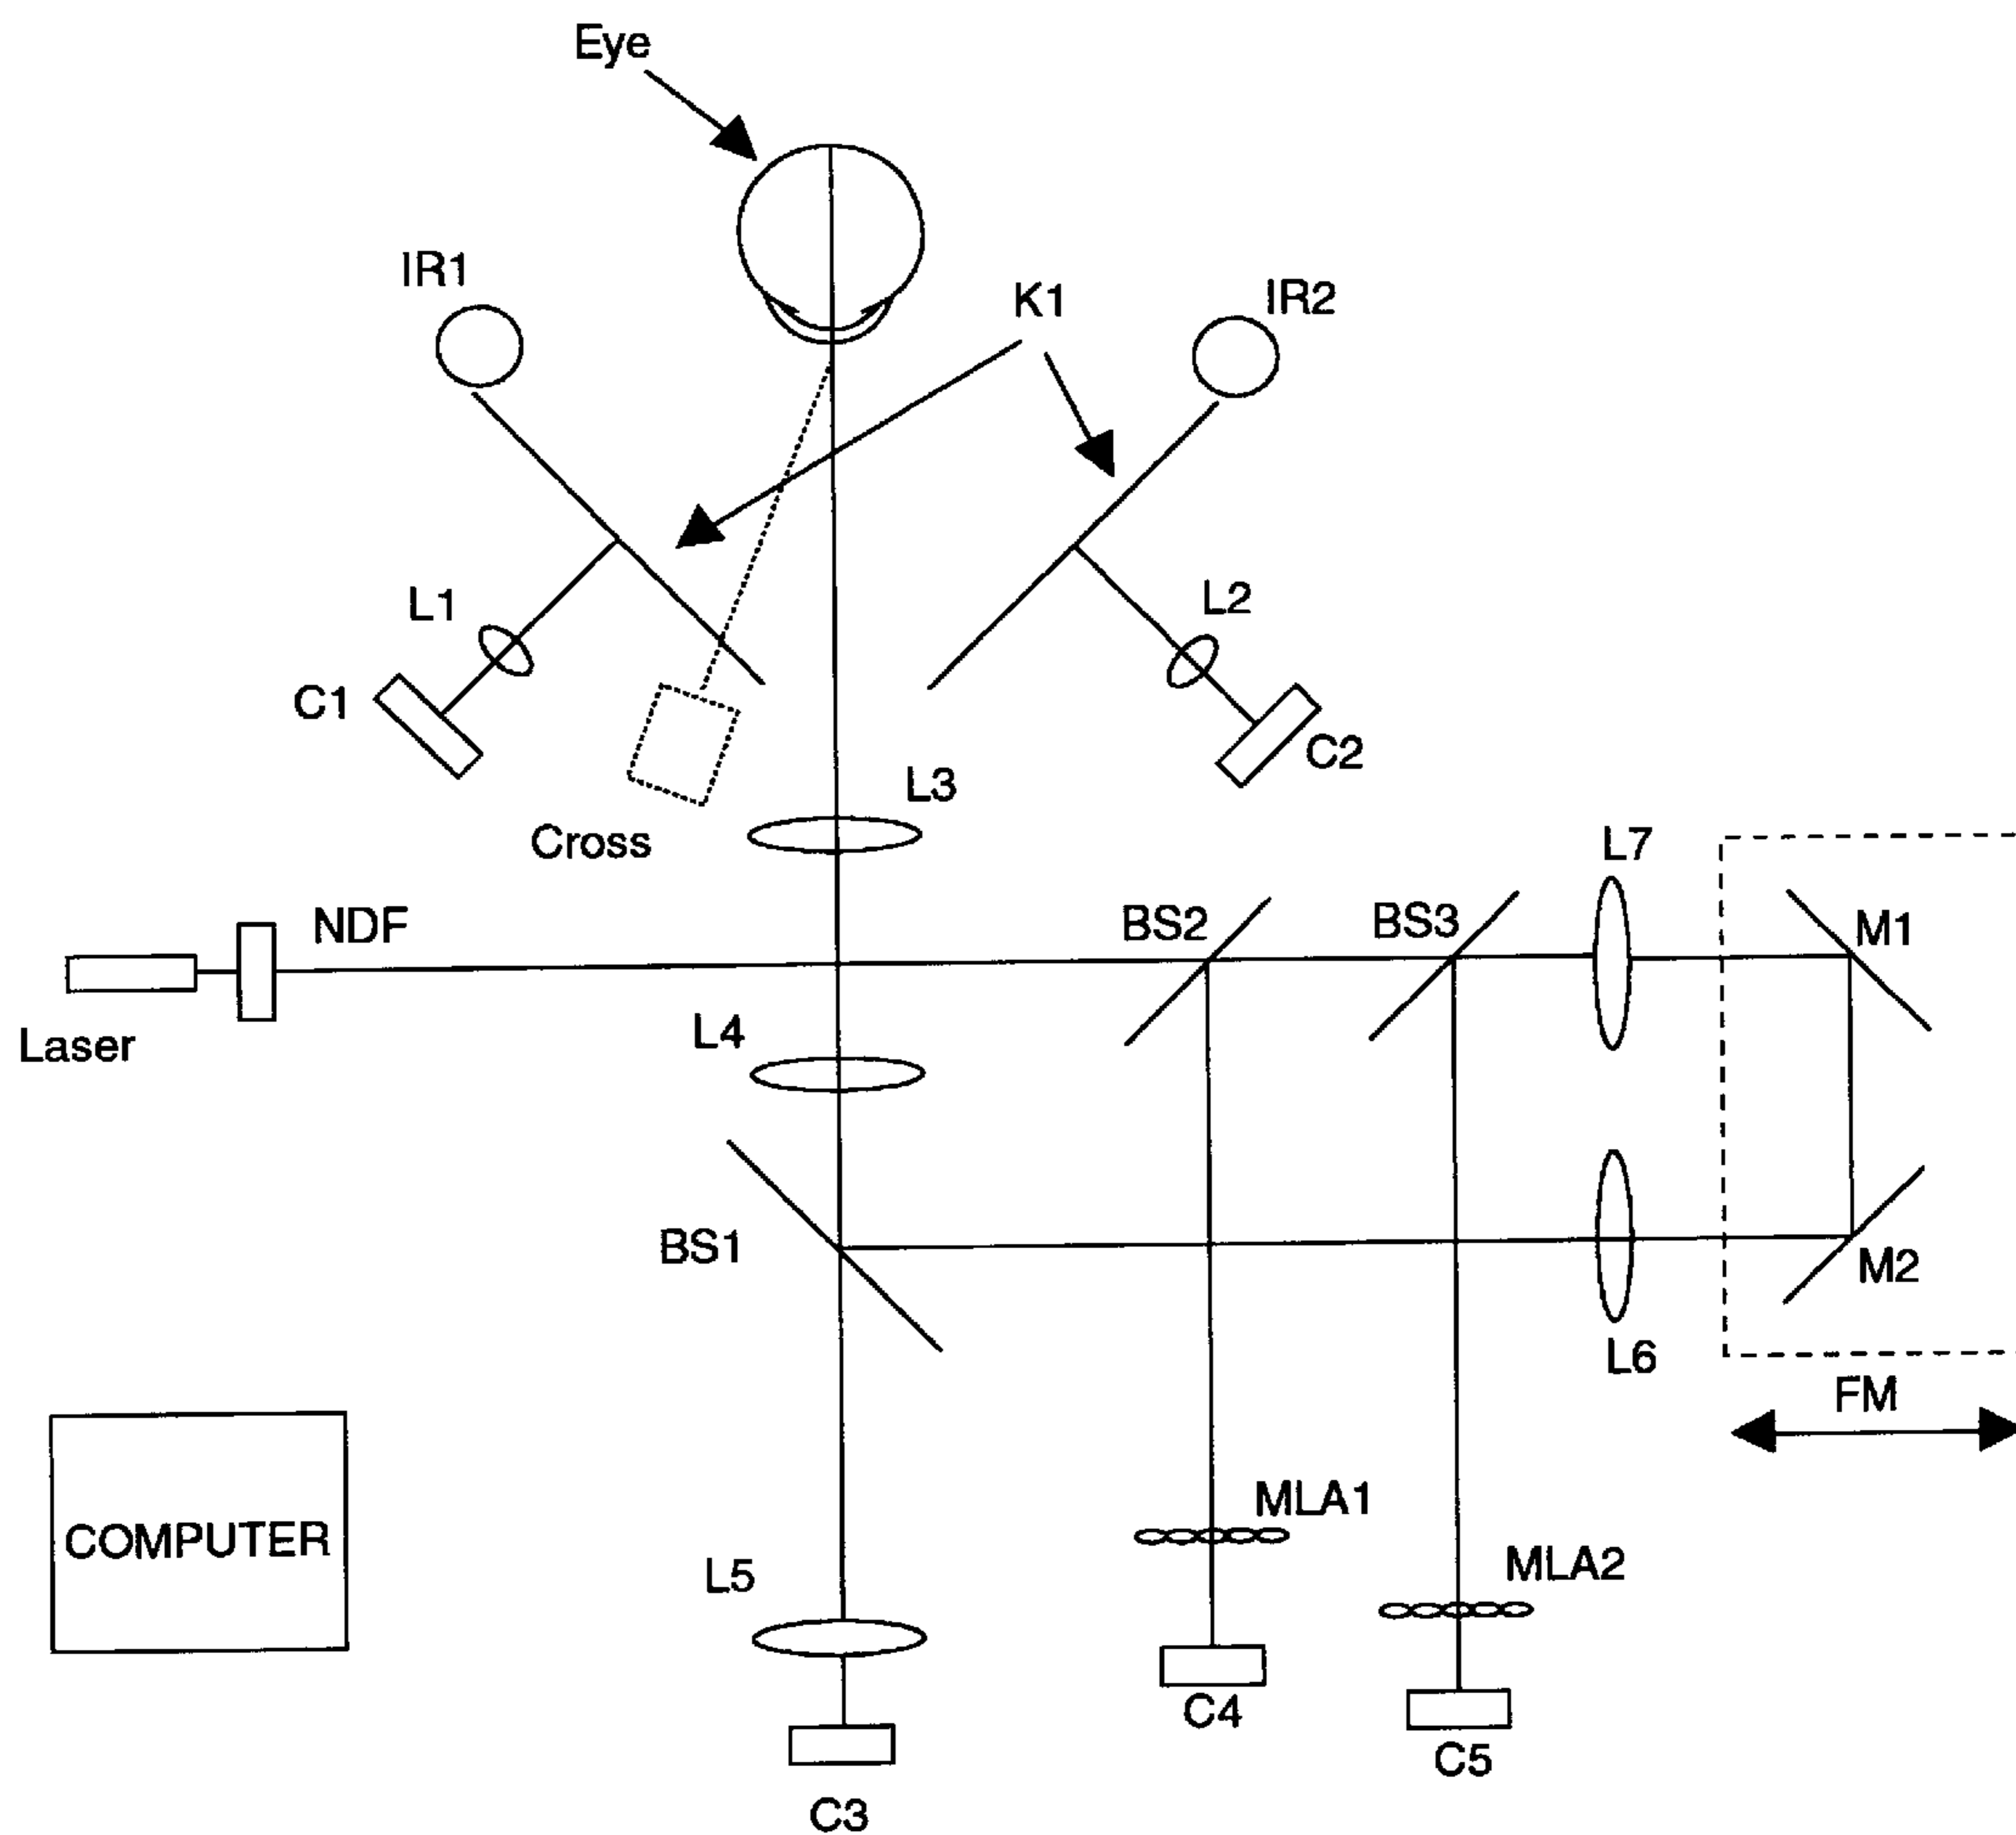 Eye
IR1
K1
IR2
L1
L2
C1
C2
L3
Cross
L7
NDF
BS2
BS3
M1
Laser
L4
BS1
M2
L6
FM
COMPUTER
MLA1
L5
MLA2
C4
C5
C3